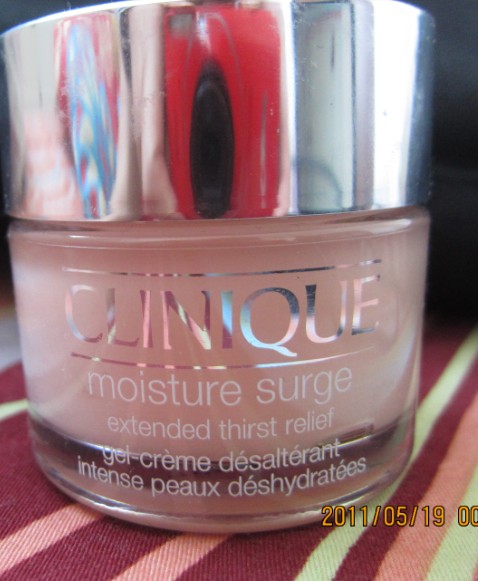 CLINIQUE
moisture surge
extended thirst relief
gel-crème désaltérant
intense peaux déshydratées
2011/05/19